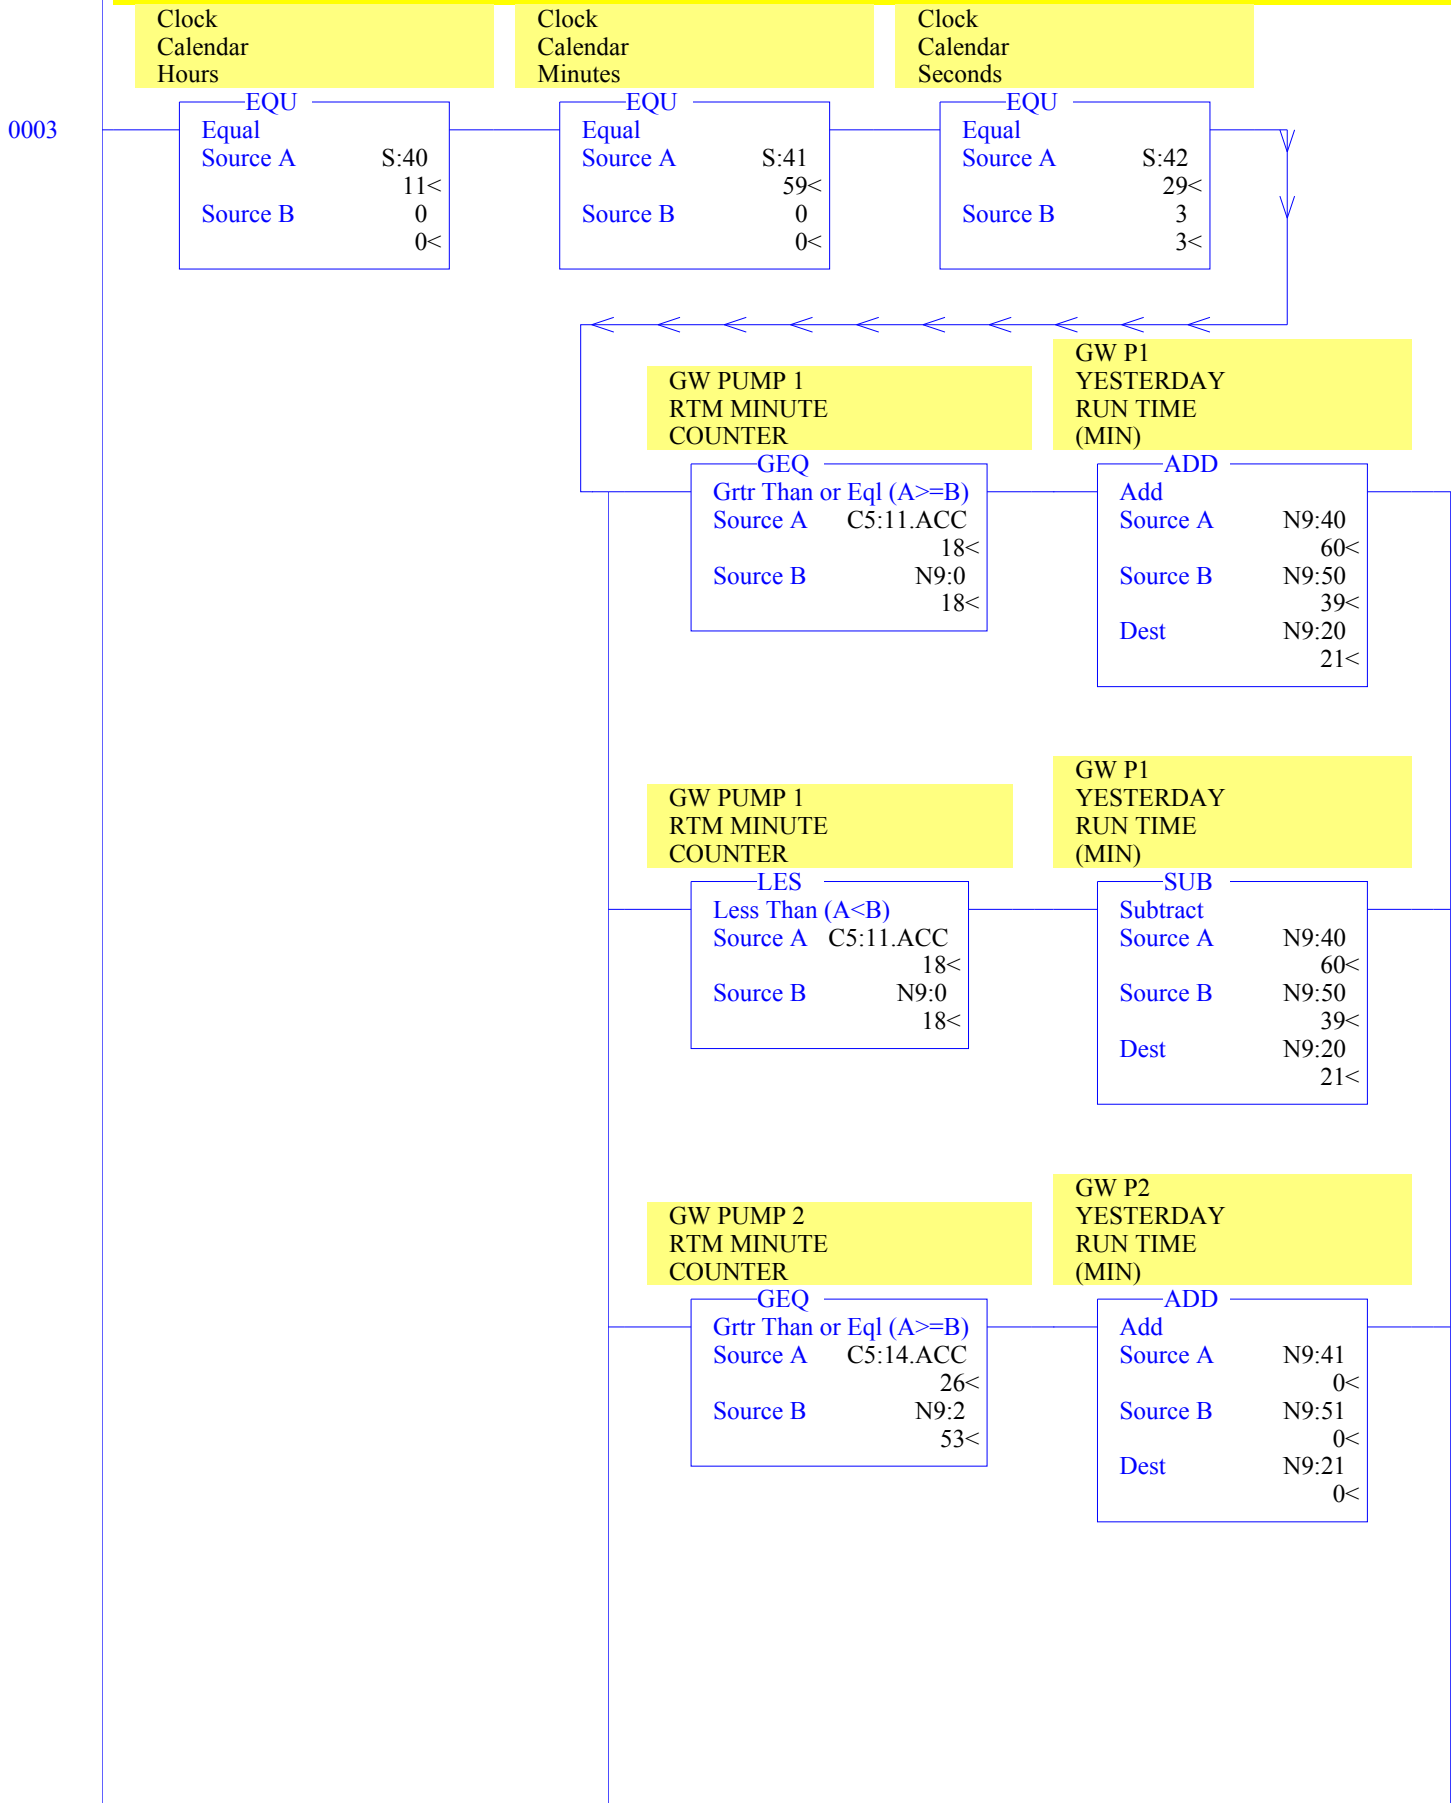 Clock
Calendar
Hours
Clock
Calendar
Minutes
Clock
Calendar
Seconds
0003
EQU
Equal
Source A S:40
11<
Source B 0
0<
EQU
Equal
Source A S:41
59<
Source B 0
0<
EQU
Equal
Source A S:42
29<
Source B 3
3<
GW PUMP 1
RTM MINUTE
COUNTER
GW P1
YESTERDAY
RUN TIME
(MIN)
GEQ
Grtr Than or Eql (A>=B)
Source A C5:11.ACC
18<
Source B N9:0
18<
ADD
Add
Source A N9:40
60<
Source B N9:50
39<
Dest N9:20
21<
GW PUMP 1
RTM MINUTE
COUNTER
GW P1
YESTERDAY
RUN TIME
(MIN)
LES
Less Than (A<B)
Source A C5:11.ACC
18<
Source B N9:0
18<
SUB
Subtract
Source A N9:40
60<
Source B N9:50
39<
Dest N9:20
21<
GW PUMP 2
RTM MINUTE
COUNTER
GW P2
YESTERDAY
RUN TIME
(MIN)
GEQ
Grtr Than or Eql (A>=B)
Source A C5:14.ACC
26<
Source B N9:2
53<
ADD
Add
Source A N9:41
0<
Source B N9:51
0<
Dest N9:21
0<